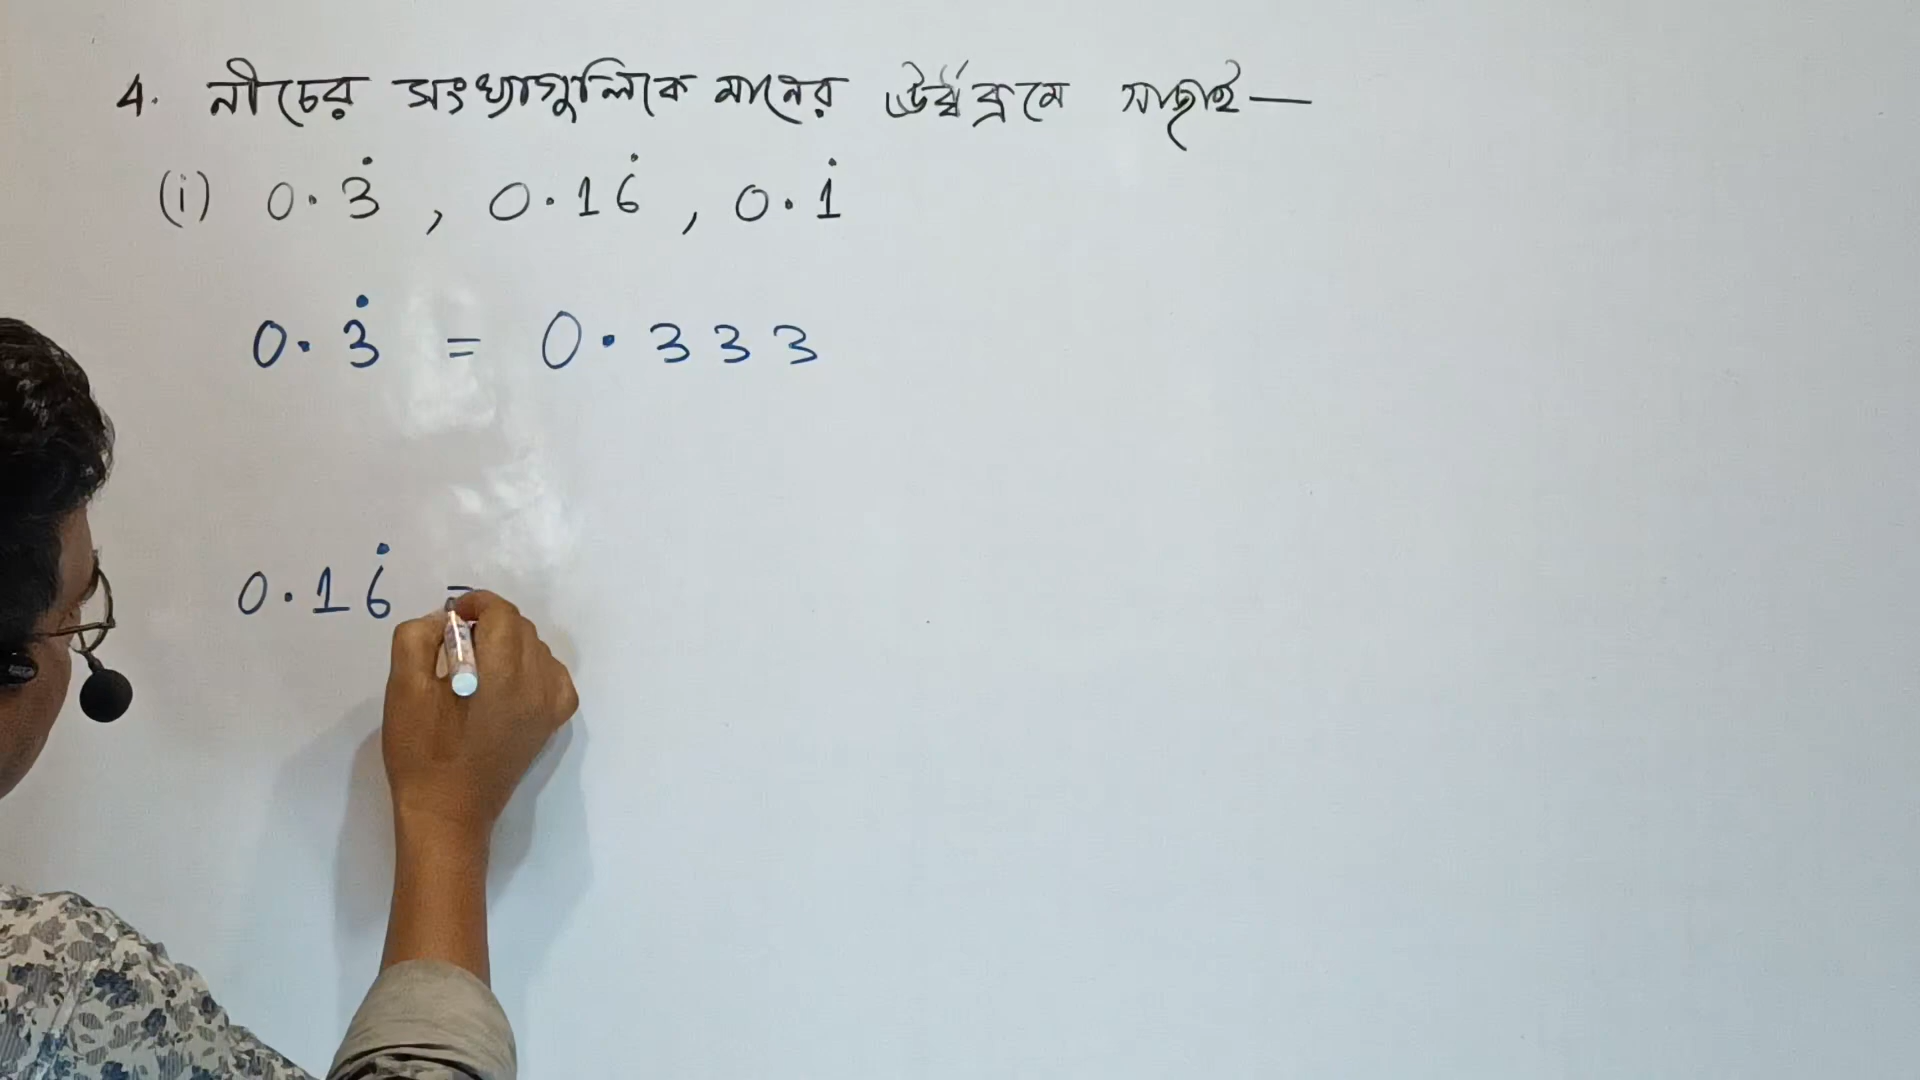 4. নীচের সংখ্যাগুলিকে মানের ঊর্ধ্বক্রমে সাজাই—
(i) 0.3̇ , 0.16̇ , 0.1̇
0.3̇ = 0.333
0.16̇ =